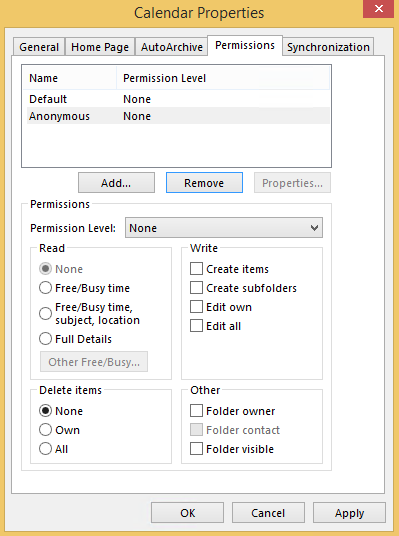 Calendar Properties
General Home Page AutoArchive Permissions Synchronization
Name Permission Level
Default None
Anonymous None
Add... Remove Properties...
Permissions
Permission Level: None
Read
None
Free/Busy time
Free/Busy time,
subject, location
Full Details
Other Free/Busy...
Write
Create items
Create subfolders
Edit own
Edit all
Delete items
None
Own
All
Other
Folder owner
Folder contact
Folder visible
OK Cancel Apply